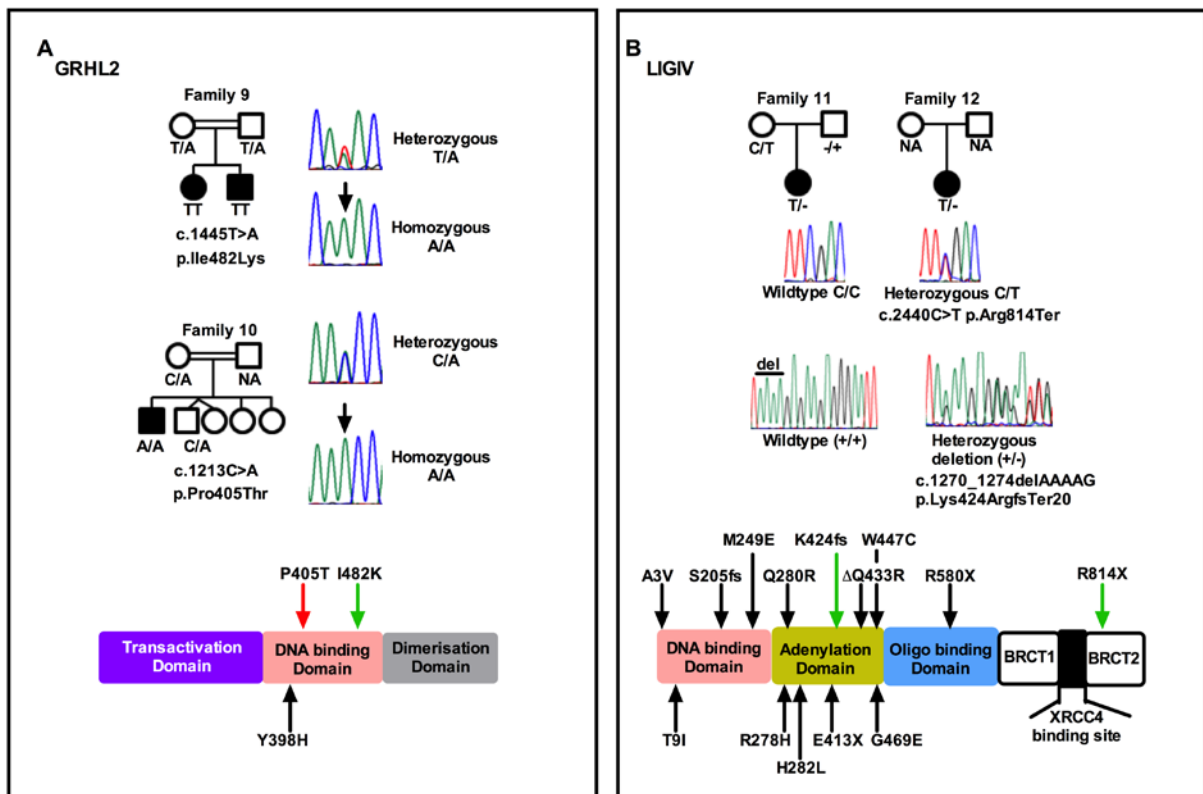 A
GRHL2
Family 9
T/A
T/A
TT
TT
c.1445T>A
p.Ile482Lys
Heterozygous
T/A
Homozygous
A/A
Family 10
C/A
NA
A/A
C/A
c.1213C>A
p.Pro405Thr
Heterozygous
C/A
Homozygous
A/A
P405T
I482K
Transactivation
Domain
DNA binding
Domain
Dimerisation
Domain
Y398H
B
LIGIV
Family 11
C/T
-/+
T/-
Family 12
NA
NA
T/-
Wildtype C/C
Heterozygous C/T
c.2440C>T p.Arg814Ter
del
Wildtype (+/+)
Heterozygous
deletion (+/-)
c.1270_1274delAAAAG
p.Lys424ArgfsTer20
M249E
K424fs
W447C
A3V
S205fs
Q280R
ΔQ433R
R580X
R814X
DNA binding
Domain
Adenylation
Domain
Oligo binding
Domain
BRCT1
BRCT2
XRCC4
binding site
T9I
R278H
E413X
G469E
H282L